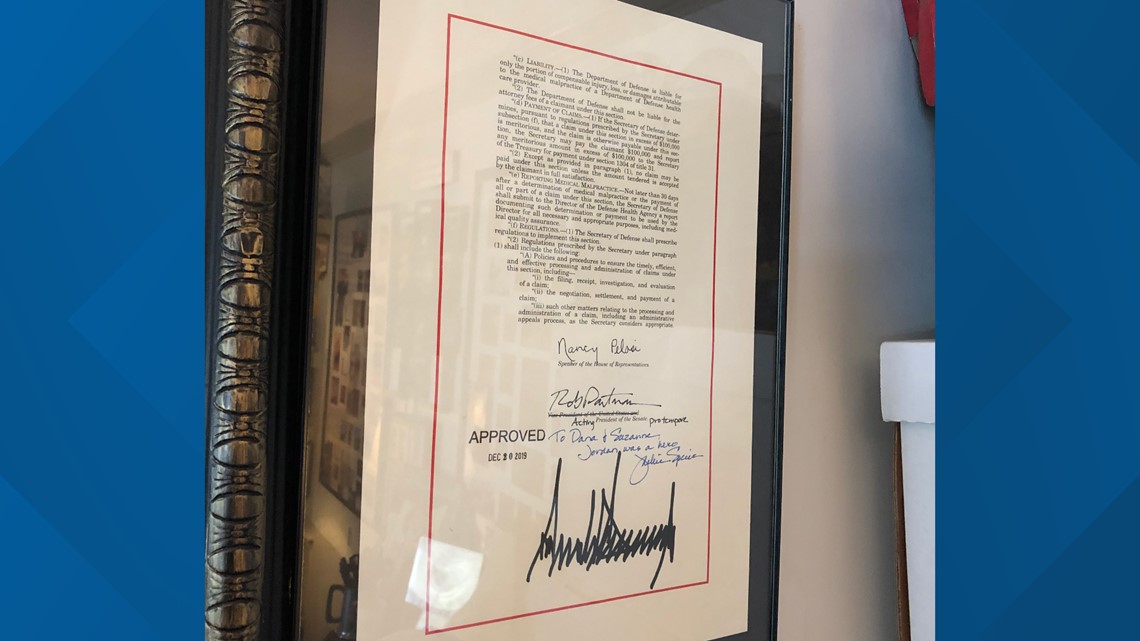 "(c) LIABILITY.—(1) The Department of Defense is liable for
only the portion of compensable injury, loss, or damages attributable
to the medical malpractice of a Department of Defense health
care provider.
"(2) The Department of Defense shall not be liable for the
attorney fees of a claimant under this section.
"(d) PAYMENT OF CLAIMS.—(1) If the Secretary of Defense deter-
mines, pursuant to regulations prescribed by the Secretary under
subsection (f), that a claim under this section in excess of $100,000
is meritorious, and the claim is otherwise payable under this sec-
tion, the Secretary may pay the claimant $100,000 and report
any meritorious amount in excess of $100,000 to the Secretary
of the Treasury for payment under section 1304 of title 31.
"(2) Except as provided in paragraph (1), no claim may be
paid under this section unless the amount tendered is accepted
by the claimant in full satisfaction.
"(e) REPORTING MEDICAL MALPRACTICE.—Not later than 30 days
after a determination of medical malpractice or the payment of
all or part of a claim under this section, the Secretary of Defense
shall submit to the Director of the Defense Health Agency a report
documenting such determination or payment to be used by the
Director for all necessary and appropriate purposes, including med-
ical quality assurance.
"(f) REGULATIONS.—(1) The Secretary of Defense shall prescribe
regulations to implement this section.
"(2) Regulations prescribed by the Secretary under paragraph
(1) shall include the following:
"(A) Policies and procedures to ensure the timely, efficient,
and effective processing and administration of claims under
this section, including—
"(i) the filing, receipt, investigation, and evaluation
of a claim;
"(ii) the negotiation, settlement, and payment of a
claim;
"(iii) such other matters relating to the processing and
administration of a claim, including an administrative
appeals process, as the Secretary considers appropriate.
Nancy Pelosi
Speaker of the House of Representatives.
Rob Portman
Vice President of the United States and
Acting President of the Senate pro tempore
APPROVED To Dana & Suzanne
DEC 20 2019 Jordan was a hero
Jackie Speier